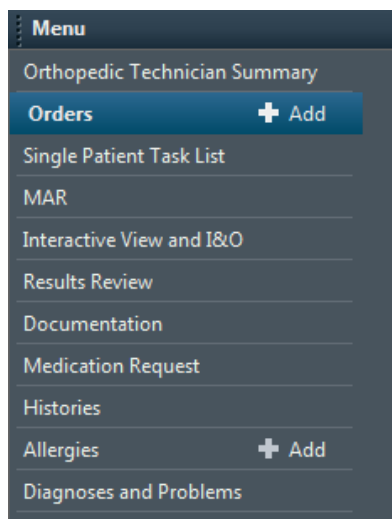 Menu
Orthopedic Technician Summary
Orders Add
Single Patient Task List
MAR
Interactive View and I&O
Results Review
Documentation
Medication Request
Histories
Allergies Add
Diagnoses and Problems